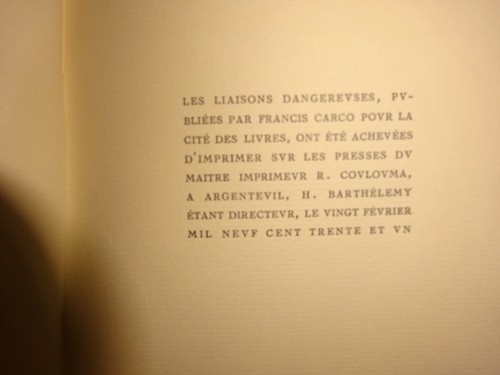 LES LIAISONS DANGEREVSES, PV-
BLIÉES PAR FRANCIS CARCO POVR LA
CITÉ DES LIVRES, ONT ÉTÉ ACHEVÉES
D'IMPRIMER SVR LES PRESSES DV
MAITRE IMPRIMEVR R. COVLOVMA,
A ARGENTEVIL, H. BARTHÉLEMY
ÉTANT DIRECTEVR, LE VINGT FÉVRIER
MIL NEVF CENT TRENTE ET VN